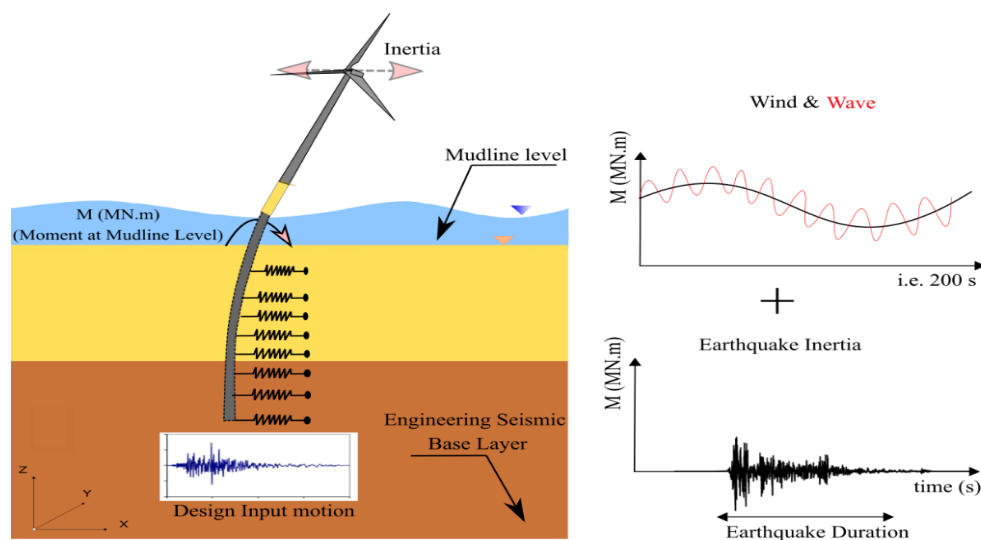 Inertia
Mudline level
M (MN.m)
(Moment at Mudline Level)
Engineering Seismic
Base Layer
Design Input motion
Z
Y
X
Wind & Wave
M (MN.m)
i.e. 200 s
+
Earthquake Inertia
M (MN.m)
time (s)
Earthquake Duration